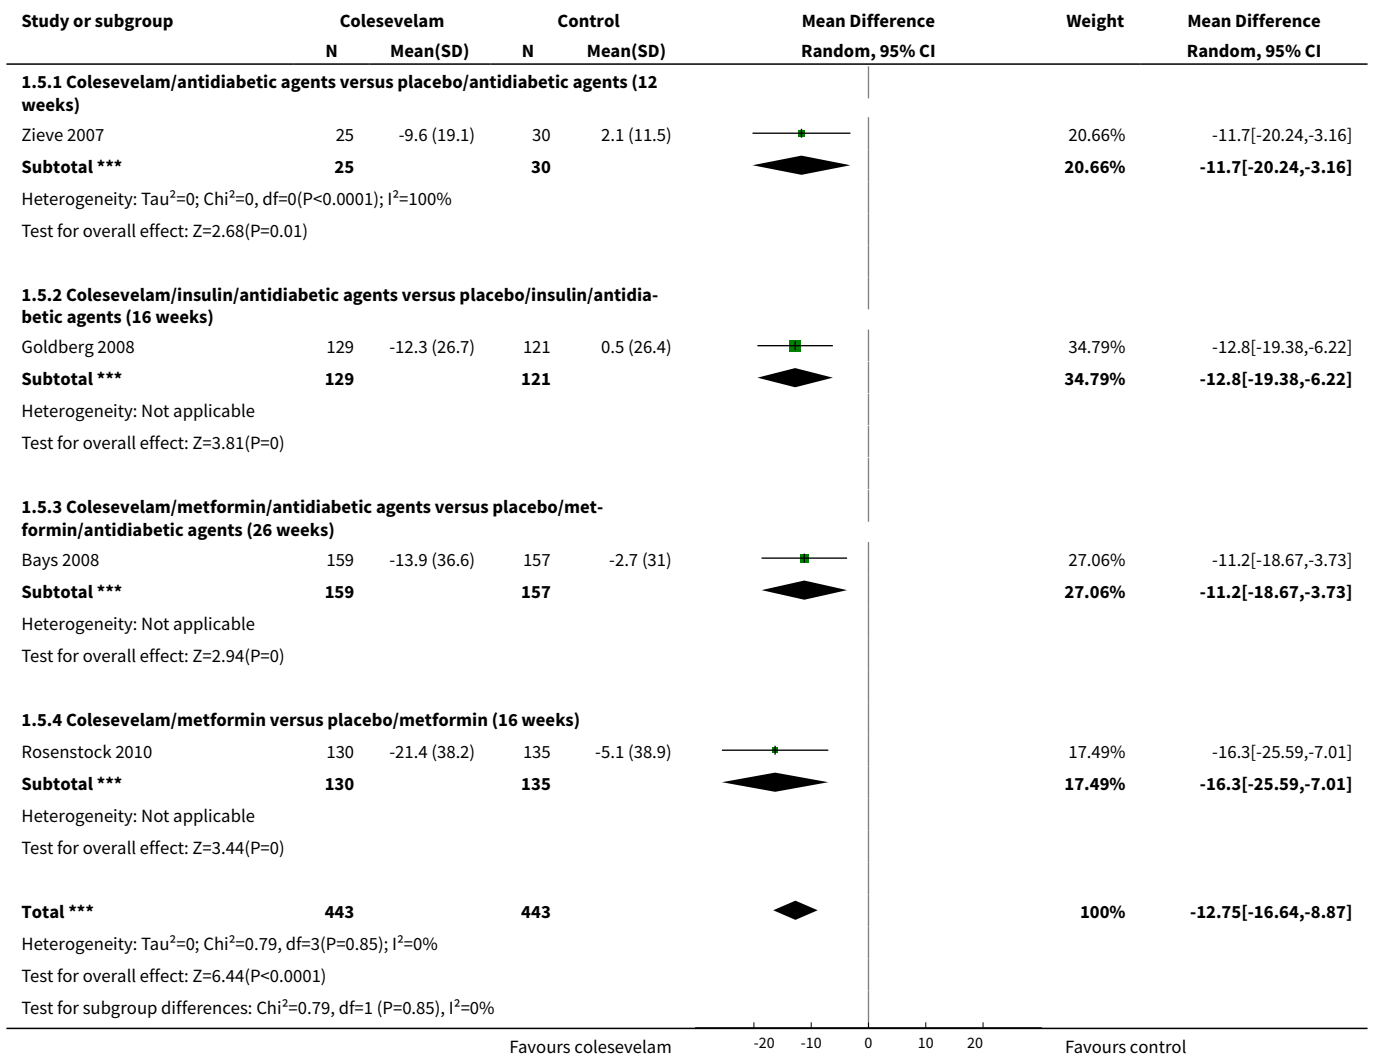 Study or subgroup Colesevelam Control Mean Difference Weight Mean Difference
N Mean(SD) N Mean(SD) Random, 95% CI Random, 95% CI
1.5.1 Colesevelam/antidiabetic agents versus placebo/antidiabetic agents (12
weeks)
Zieve 2007 25 -9.6 (19.1) 30 2.1 (11.5) 20.66% -11.7[-20.24,-3.16]
Subtotal *** 25 30 20.66% -11.7[-20.24,-3.16]
Heterogeneity: Tau²=0; Chi²=0, df=0(P<0.0001); I²=100%
Test for overall effect: Z=2.68(P=0.01)
1.5.2 Colesevelam/insulin/antidiabetic agents versus placebo/insulin/antidia-
betic agents (16 weeks)
Goldberg 2008 129 -12.3 (26.7) 121 0.5 (26.4) 34.79% -12.8[-19.38,-6.22]
Subtotal *** 129 121 34.79% -12.8[-19.38,-6.22]
Heterogeneity: Not applicable
Test for overall effect: Z=3.81(P=0)
1.5.3 Colesevelam/metformin/antidiabetic agents versus placebo/met-
formin/antidiabetic agents (26 weeks)
Bays 2008 159 -13.9 (36.6) 157 -2.7 (31) 27.06% -11.2[-18.67,-3.73]
Subtotal *** 159 157 27.06% -11.2[-18.67,-3.73]
Heterogeneity: Not applicable
Test for overall effect: Z=2.94(P=0)
1.5.4 Colesevelam/metformin versus placebo/metformin (16 weeks)
Rosenstock 2010 130 -21.4 (38.2) 135 -5.1 (38.9) 17.49% -16.3[-25.59,-7.01]
Subtotal *** 130 135 17.49% -16.3[-25.59,-7.01]
Heterogeneity: Not applicable
Test for overall effect: Z=3.44(P=0)
Total *** 443 443 100% -12.75[-16.64,-8.87]
Heterogeneity: Tau²=0; Chi²=0.79, df=3(P=0.85); I²=0%
Test for overall effect: Z=6.44(P<0.0001)
Test for subgroup differences: Chi²=0.79, df=1 (P=0.85), I²=0%
Favours colesevelam -20 -10 0 10 20 Favours control